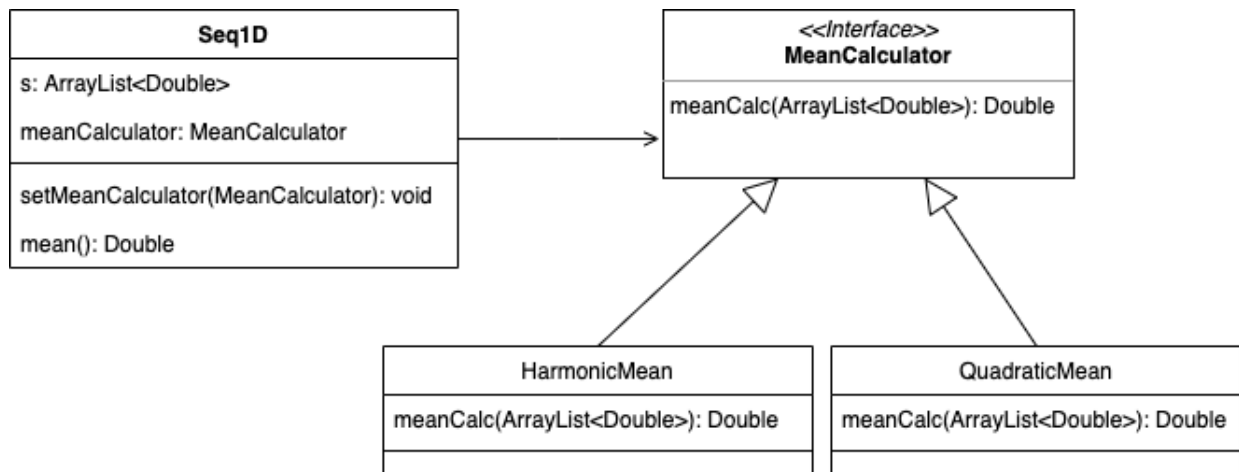 Seq1D
s: ArrayList<Double>
meanCalculator: MeanCalculator
setMeanCalculator(MeanCalculator): void
mean(): Double
<<Interface>>
MeanCalculator
meanCalc(ArrayList<Double>): Double
HarmonicMean
meanCalc(ArrayList<Double>): Double
QuadraticMean
meanCalc(ArrayList<Double>): Double